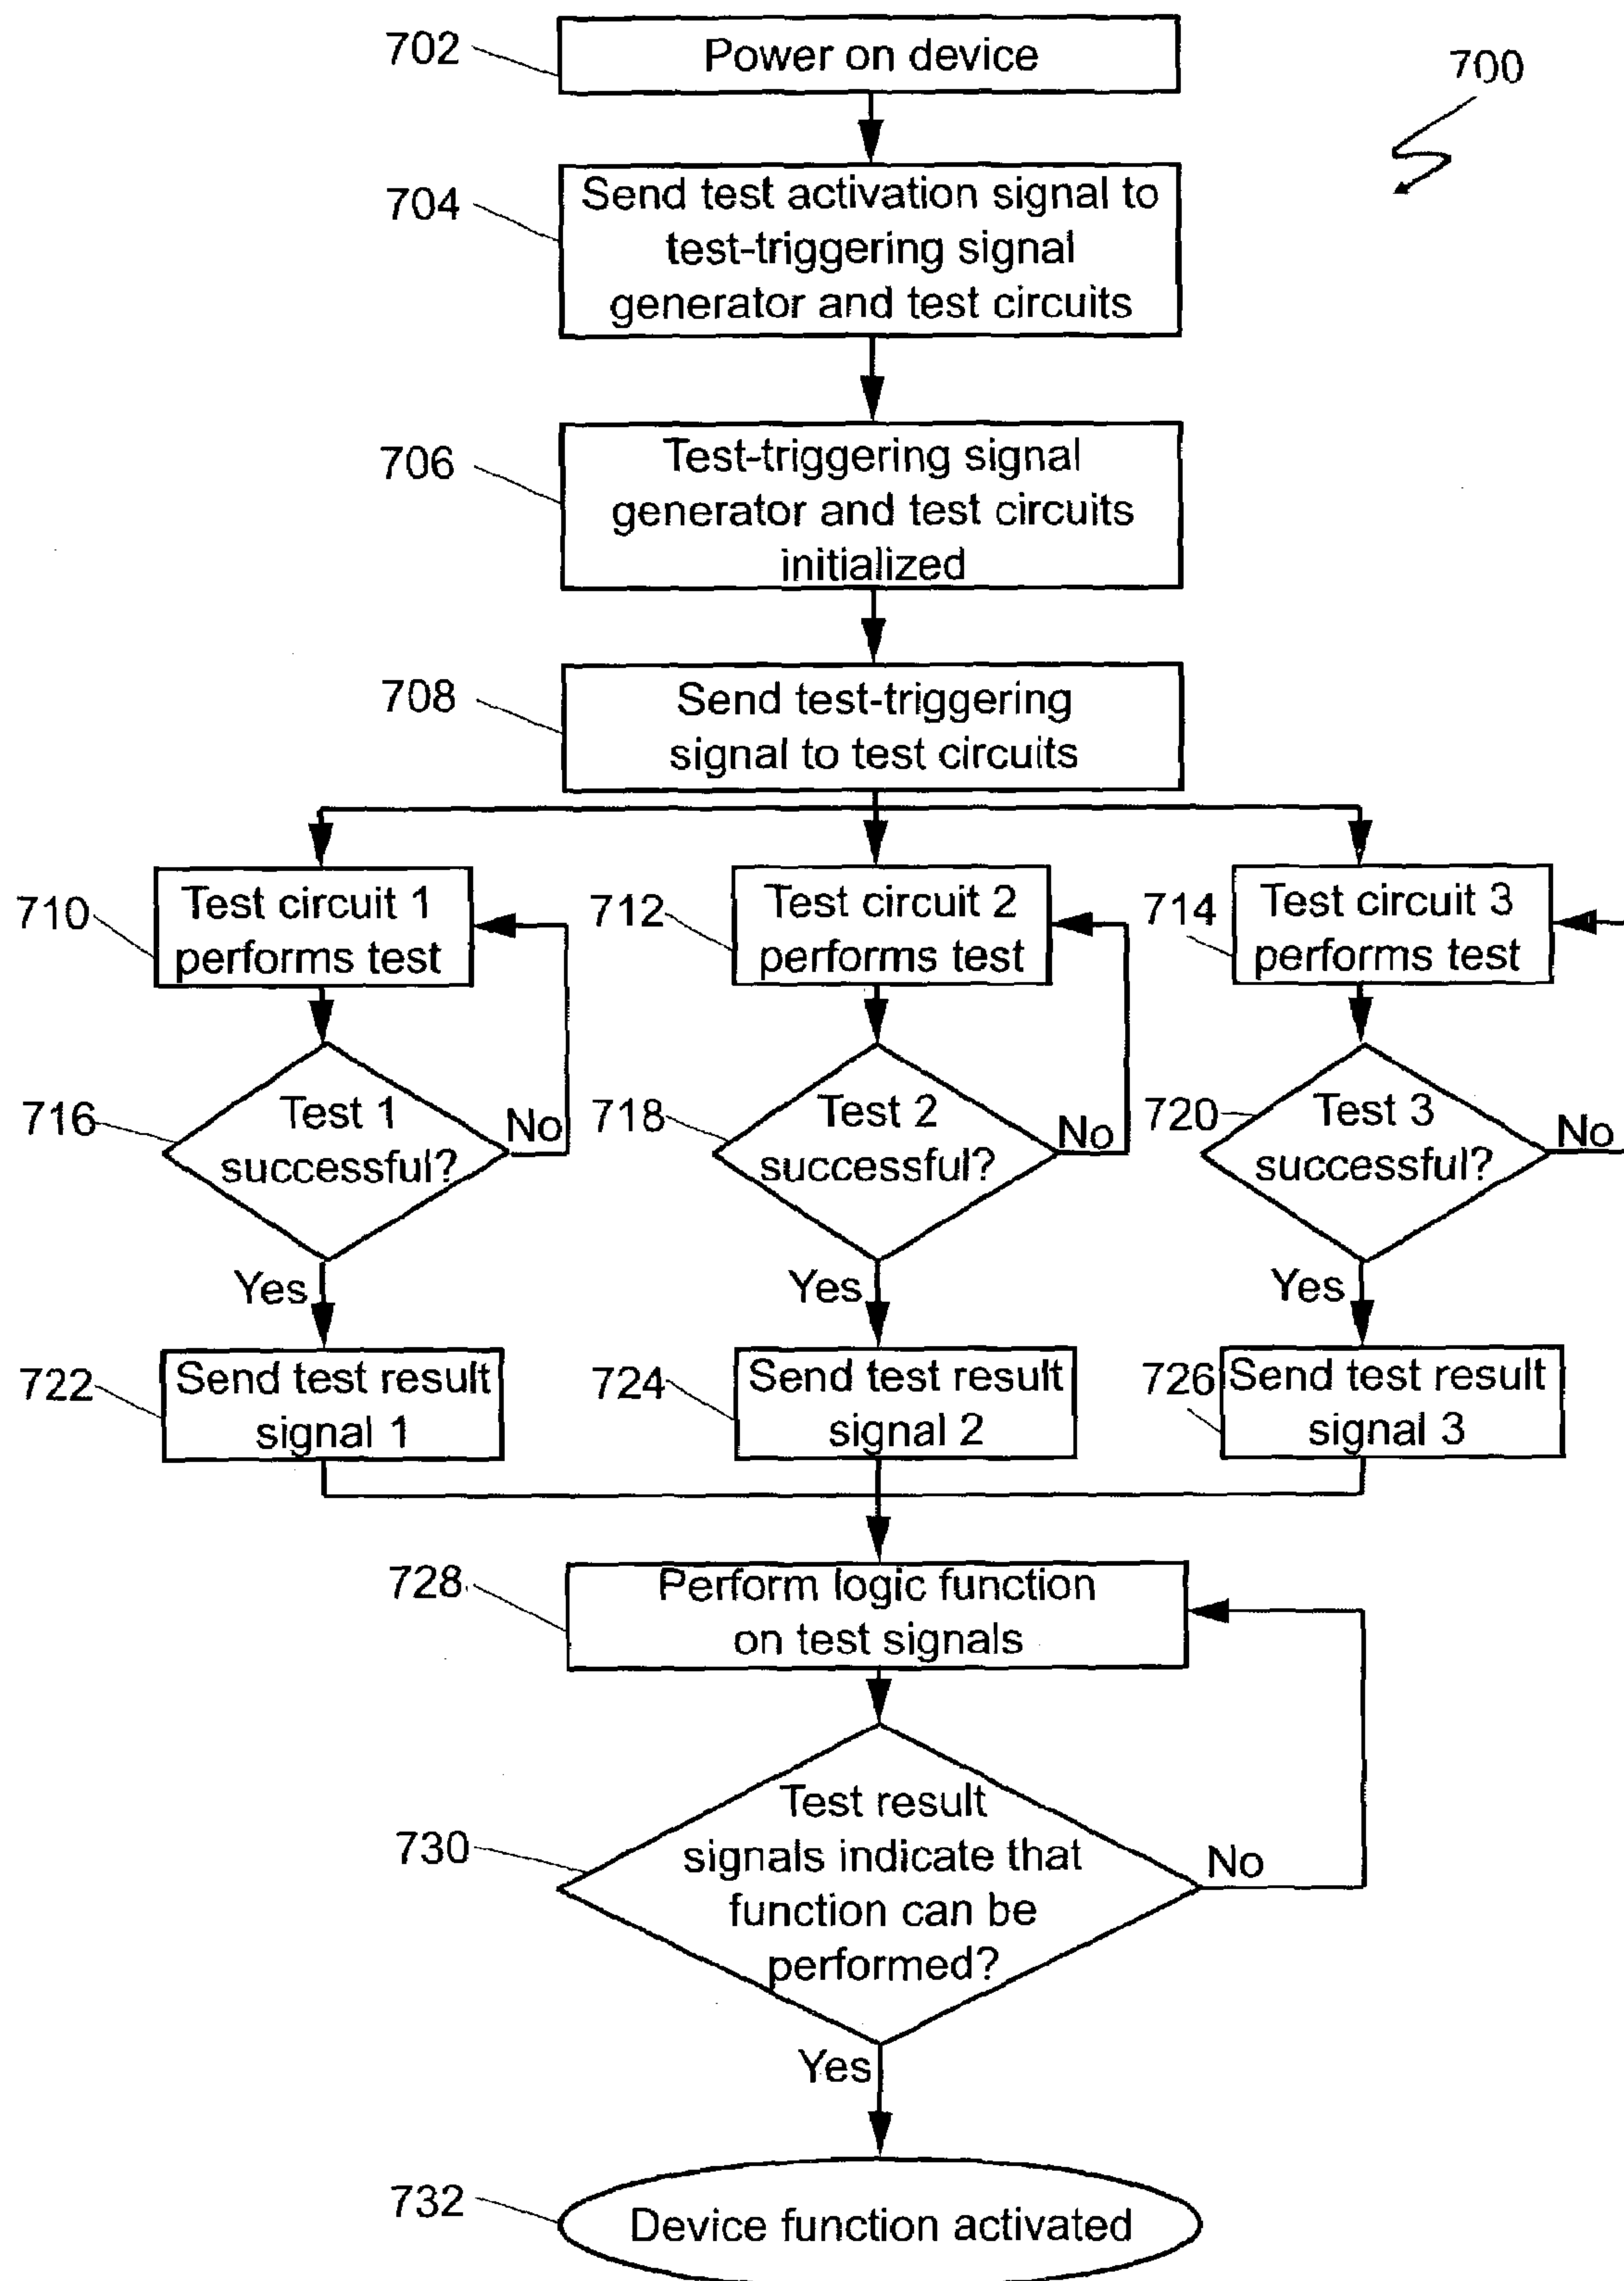 702
Power on device
700
704
Send test activation signal to
test-triggering signal
generator and test circuits
706
Test-triggering signal
generator and test circuits
initialized
708
Send test-triggering
signal to test circuits
710
Test circuit 1
performs test
712
Test circuit 2
performs test
714
Test circuit 3
performs test
716
Test 1
successful?
No
718
Test 2
successful?
No
720
Test 3
successful?
No
Yes
Yes
Yes
722
Send test result
signal 1
724
Send test result
signal 2
726
Send test result
signal 3
728
Perform logic function
on test signals
730
Test result
signals indicate that
function can be
performed?
No
Yes
732
Device function activated